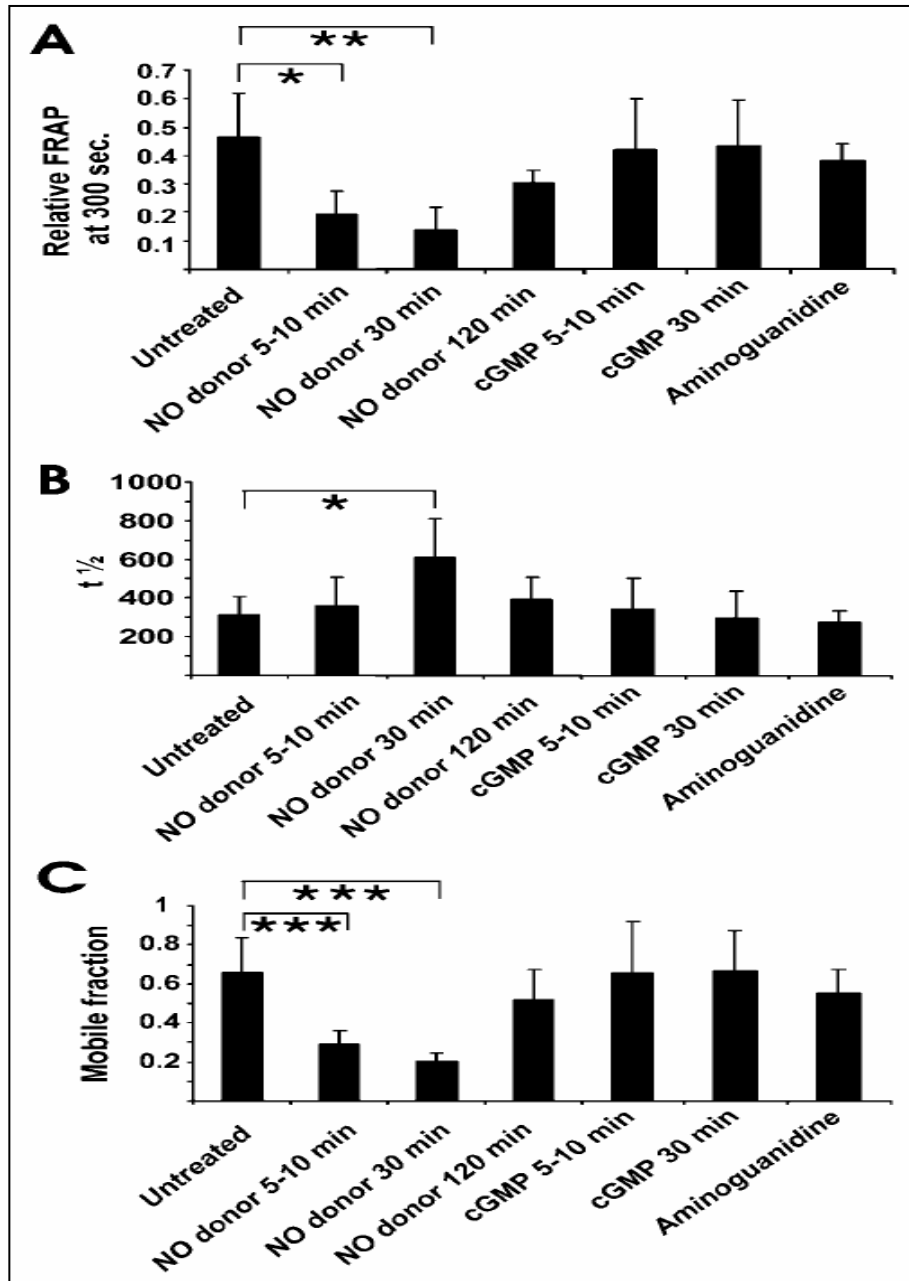 A
**
*
Relative FRAP
at 300 sec.
0.7
0.6
0.5
0.4
0.3
0.2
0.1
Untreated
NO donor 5-10 min
NO donor 30 min
NO donor 120 min
cGMP 5-10 min
cGMP 30 min
Aminoguanidine
B
*
t ½
1000
800
600
400
200
Untreated
NO donor 5-10 min
NO donor 30 min
NO donor 120 min
cGMP 5-10 min
cGMP 30 min
Aminoguanidine
C
***
***
Mobile fraction
1
0.8
0.6
0.4
0.2
Untreated
NO donor 5-10 min
NO donor 30 min
NO donor 120 min
cGMP 5-10 min
cGMP 30 min
Aminoguanidine